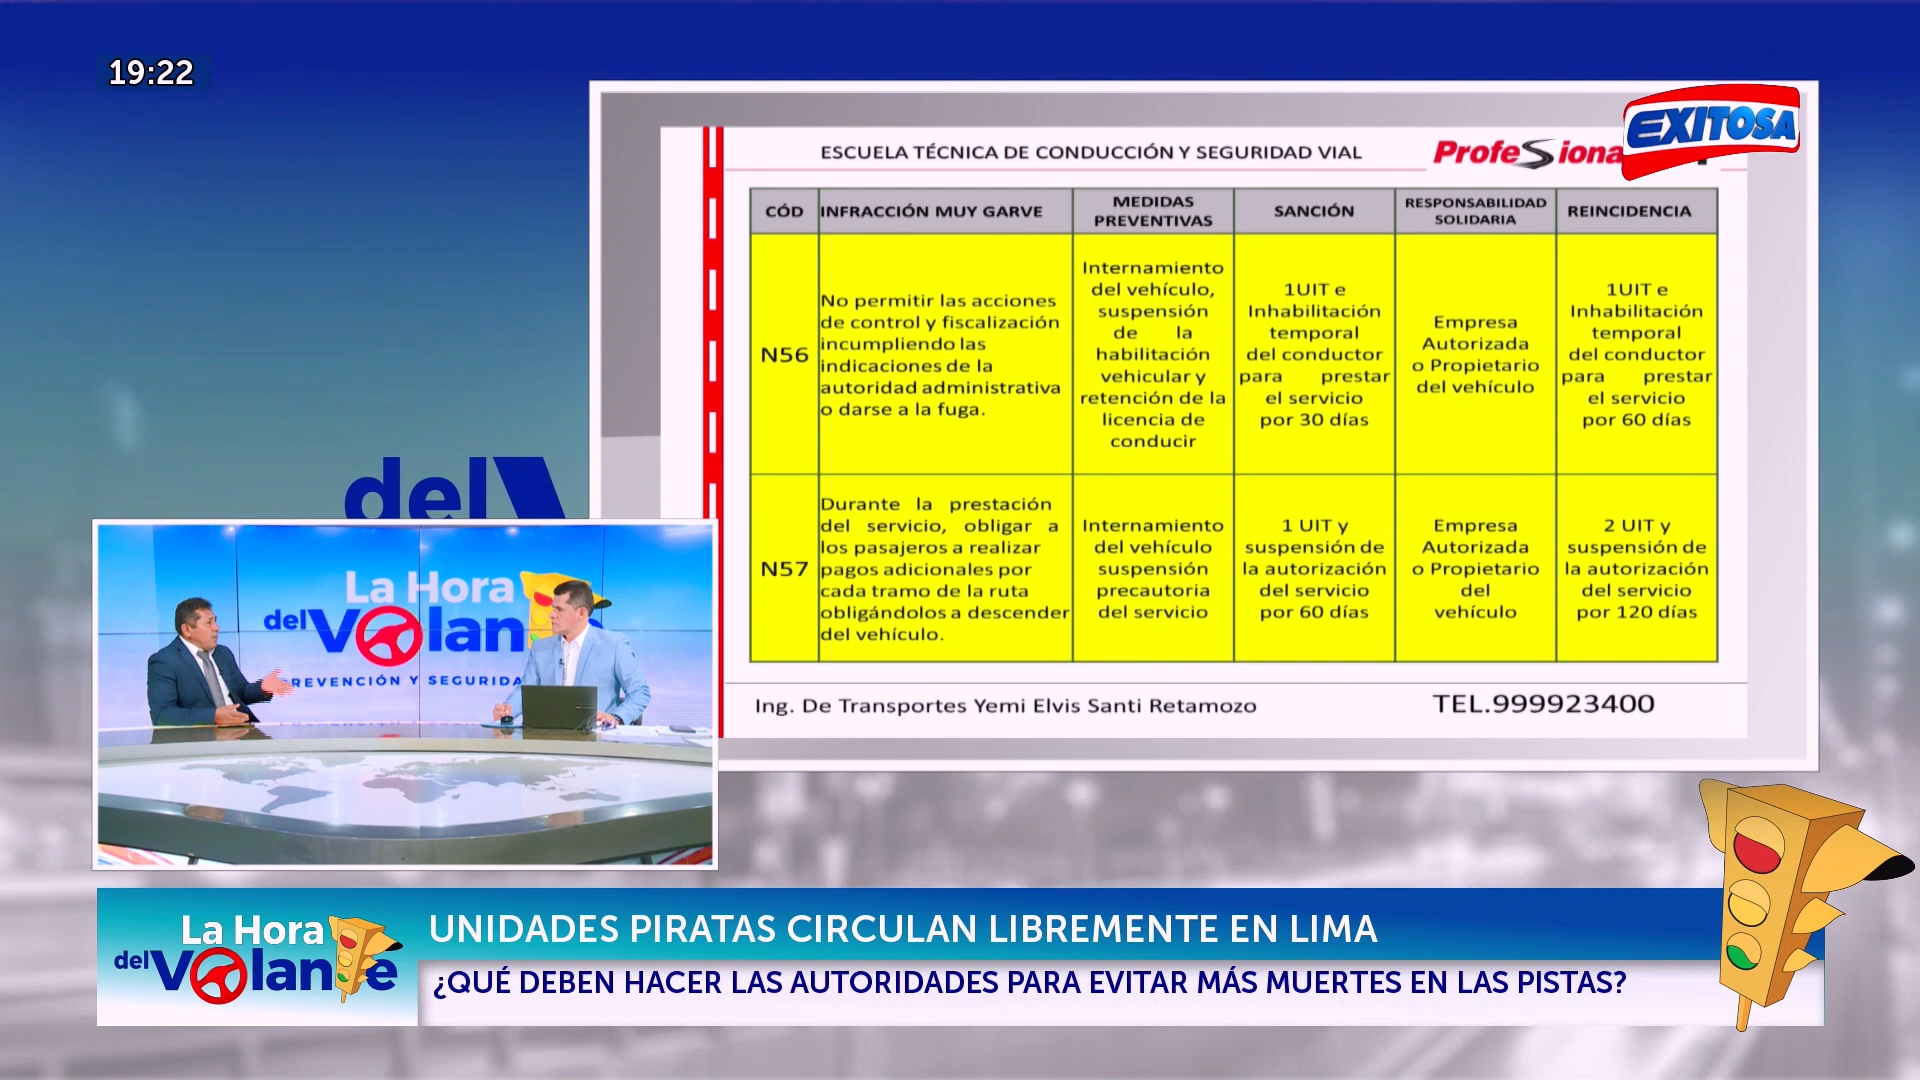 19:22
EXITOSA
ESCUELA TÉCNICA DE CONDUCCIÓN Y SEGURIDAD VIAL
CÓD
INFRACCIÓN MUY GARVE
MEDIDAS
PREVENTIVAS
SANCIÓN
RESPONSABILIDAD
SOLIDARIA
REINCIDENCIA
N56
No permitir las acciones
de control y fiscalización
incumpliendo las
indicaciones de la
autoridad administrativa
o darse a la fuga.
Internamiento
del vehículo,
suspensión
de la
habilitación
vehicular y
retención de la
licencia de
conducir
1UIT e
Inhabilitación
temporal
del conductor
para prestar
el servicio
por 30 días
Empresa
Autorizada
o Propietario
del vehículo
1UIT e
Inhabilitación
temporal
del conductor
para prestar
el servicio
por 60 días
N57
Durante la prestación
del servicio, obligar a
los pasajeros a realizar
pagos adicionales por
cada tramo de la ruta
obligándolos a descender
del vehículo.
Internamiento
del vehículo
suspensión
precautoria
del servicio
1 UIT y
suspensión de
la autorización
del servicio
por 60 días
Empresa
Autorizada
o Propietario
del
vehículo
2 UIT y
suspensión de
la autorización
del servicio
por 120 días
Ing. De Transportes Yemi Elvis Santi Retamozo
TEL.999923400
del
La Hora
del Volante
La Hora
del Volante
UNIDADES PIRATAS CIRCULAN LIBREMENTE EN LIMA
¿QUÉ DEBEN HACER LAS AUTORIDADES PARA EVITAR MÁS MUERTES EN LAS PISTAS?